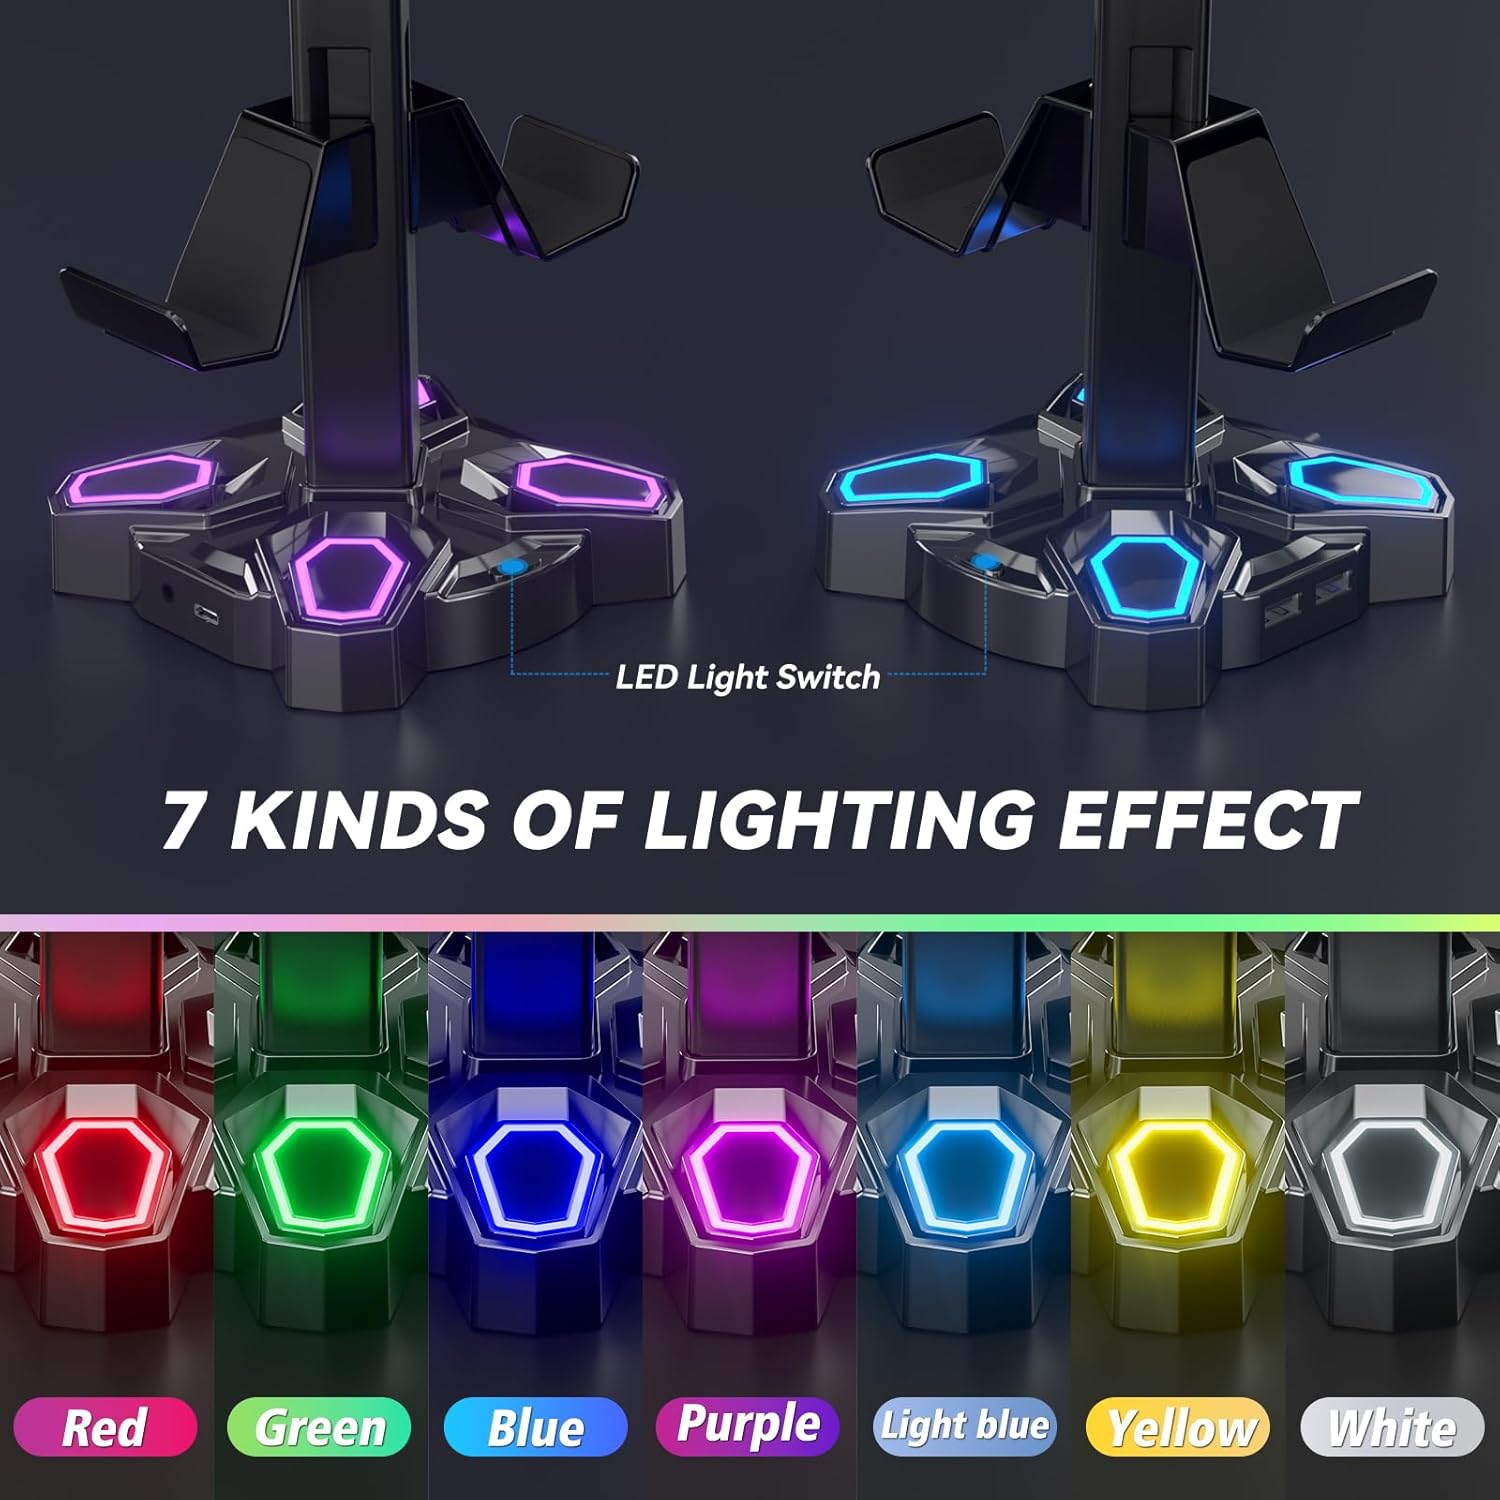 LED Light Switch
7 KINDS OF LIGHTING EFFECT
Red
Green
Blue
Purple
Light blue
Yellow
White